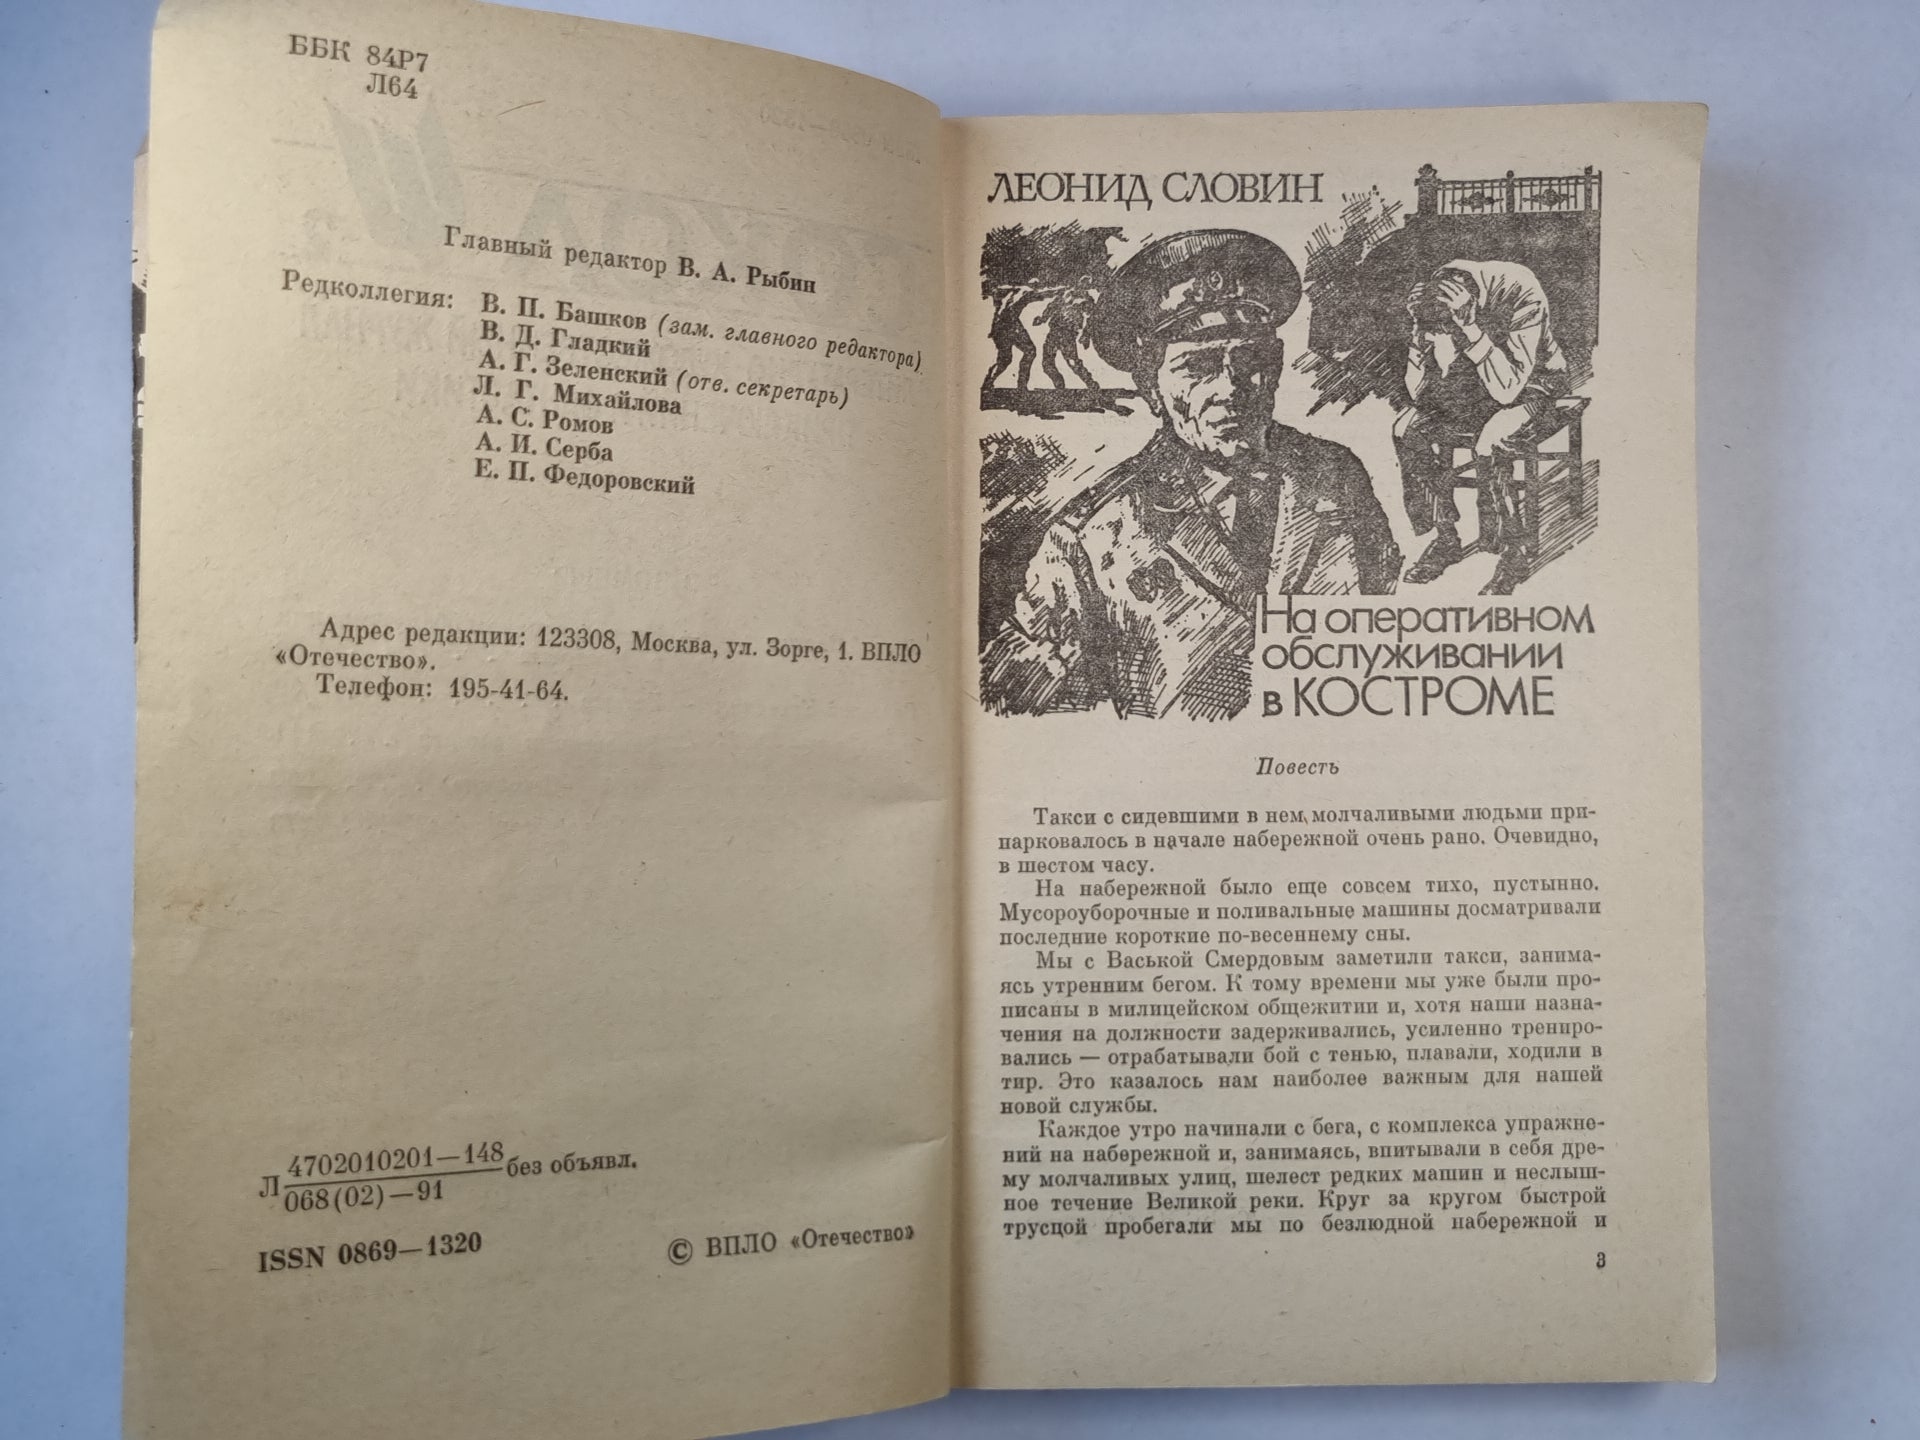 ББК 84Р7
Л64
Главный редактор В. А. Рыбин
Редколлегия: В. П. Башков (зам. главного редактора)
В. Д. Гладкий
А. Г. Зеленский (отв. секретарь)
Л. Г. Михайлова
А. С. Ромов
А. И. Серба
Е. П. Федоровский
Адрес редакции: 123308, Москва, ул. Зорге, 1. ВПЛО
«Отечество».
Телефон: 195-41-64.
Л 4702010201—148 без объявл.
068(02)—91
ISSN 0869—1320
© ВПЛО «Отечество»
ЛЕОНИД СЛОВИН
На оперативном
обслуживании
в КОСТРОМЕ
Повесть
Такси с сидевшими в нем молчаливыми людьми при-
парковалось в начале набережной очень рано. Очевидно,
в шестом часу.
На набережной было еще совсем тихо, пустынно.
Мусороуборочные и поливальные машины досматривали
последние короткие по-весеннему сны.
Мы с Васькой Смердовым заметили такси, занима-
ясь утренним бегом. К тому времени мы уже были про-
писаны в милицейском общежитии и, хотя наши назна-
чения на должности задерживались, усиленно трениро-
вались — отрабатывали бой с тенью, плавали, ходили в
тир. Это казалось нам наиболее важным для нашей
новой службы.
Каждое утро начинали с бега, с комплекса упражне-
ний на набережной и, занимаясь, впитывали в себя дре-
му молчаливых улиц, шелест редких машин и неслыш-
ное течение Великой реки. Круг за кругом быстрой
трусцой пробегали мы по безлюдной набережной и
3